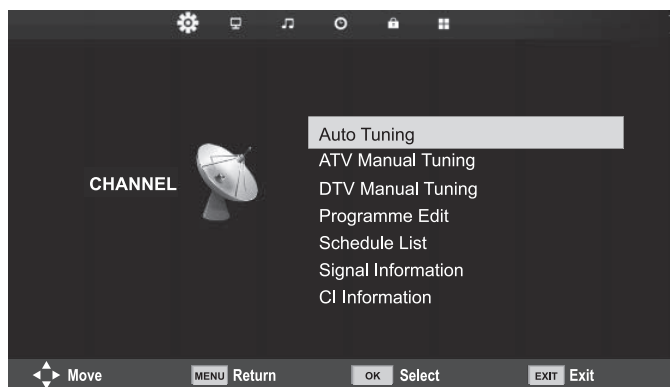 Auto Tuning
ATV Manual Tuning
CHANNEL
DTV Manual Tuning
Programme Edit
Schedule List
Signal Information
CI Information
Move MENU Return OK Select EXIT Exit